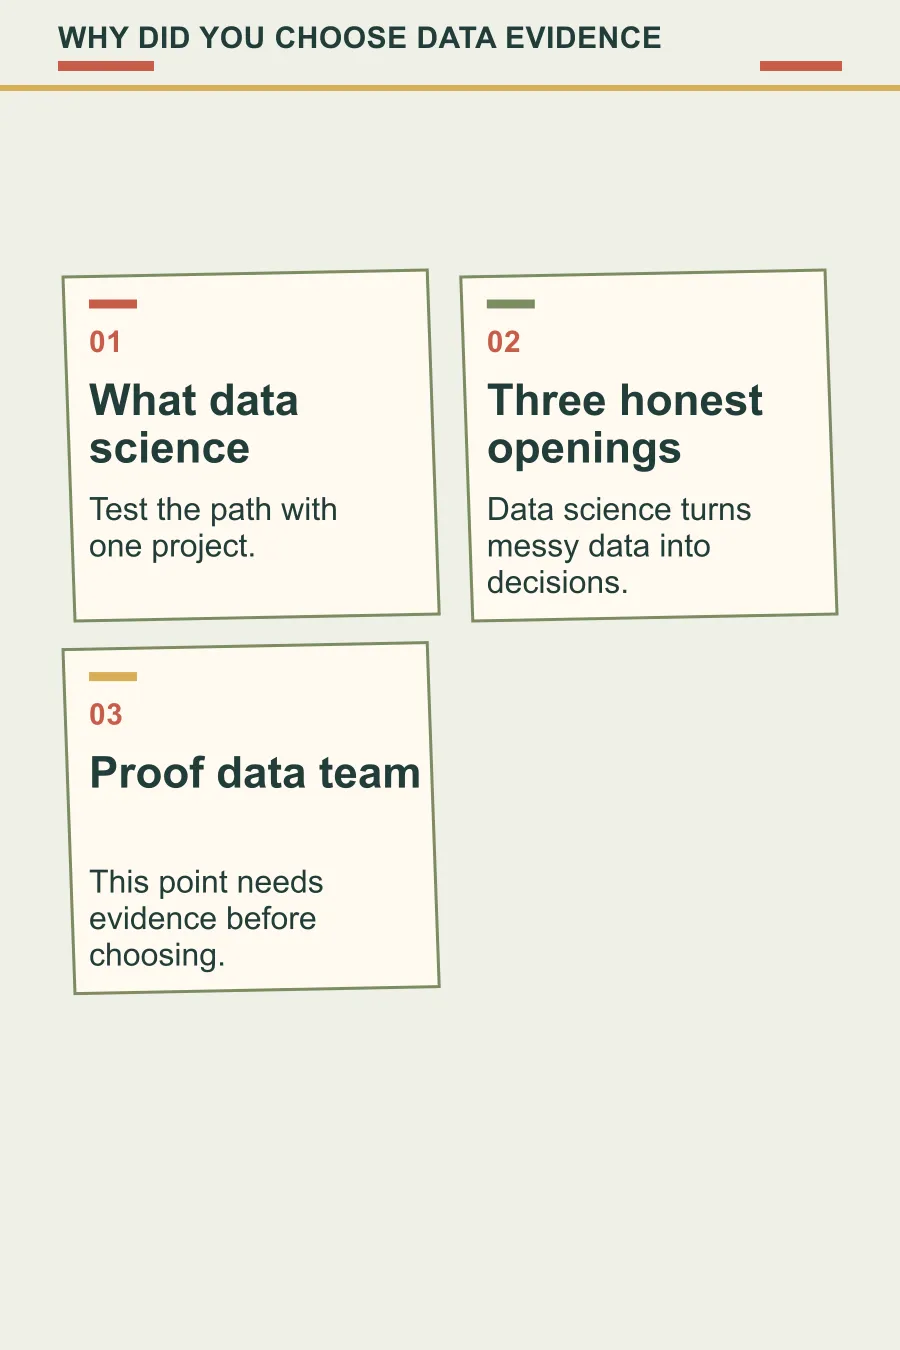 WHY DID YOU CHOOSE DATA EVIDENCE
01
What data
science
Test the path with
one project.
02
Three honest
openings
Data science turns
messy data into
decisions.
03
Proof data team
This point needs
evidence before
choosing.